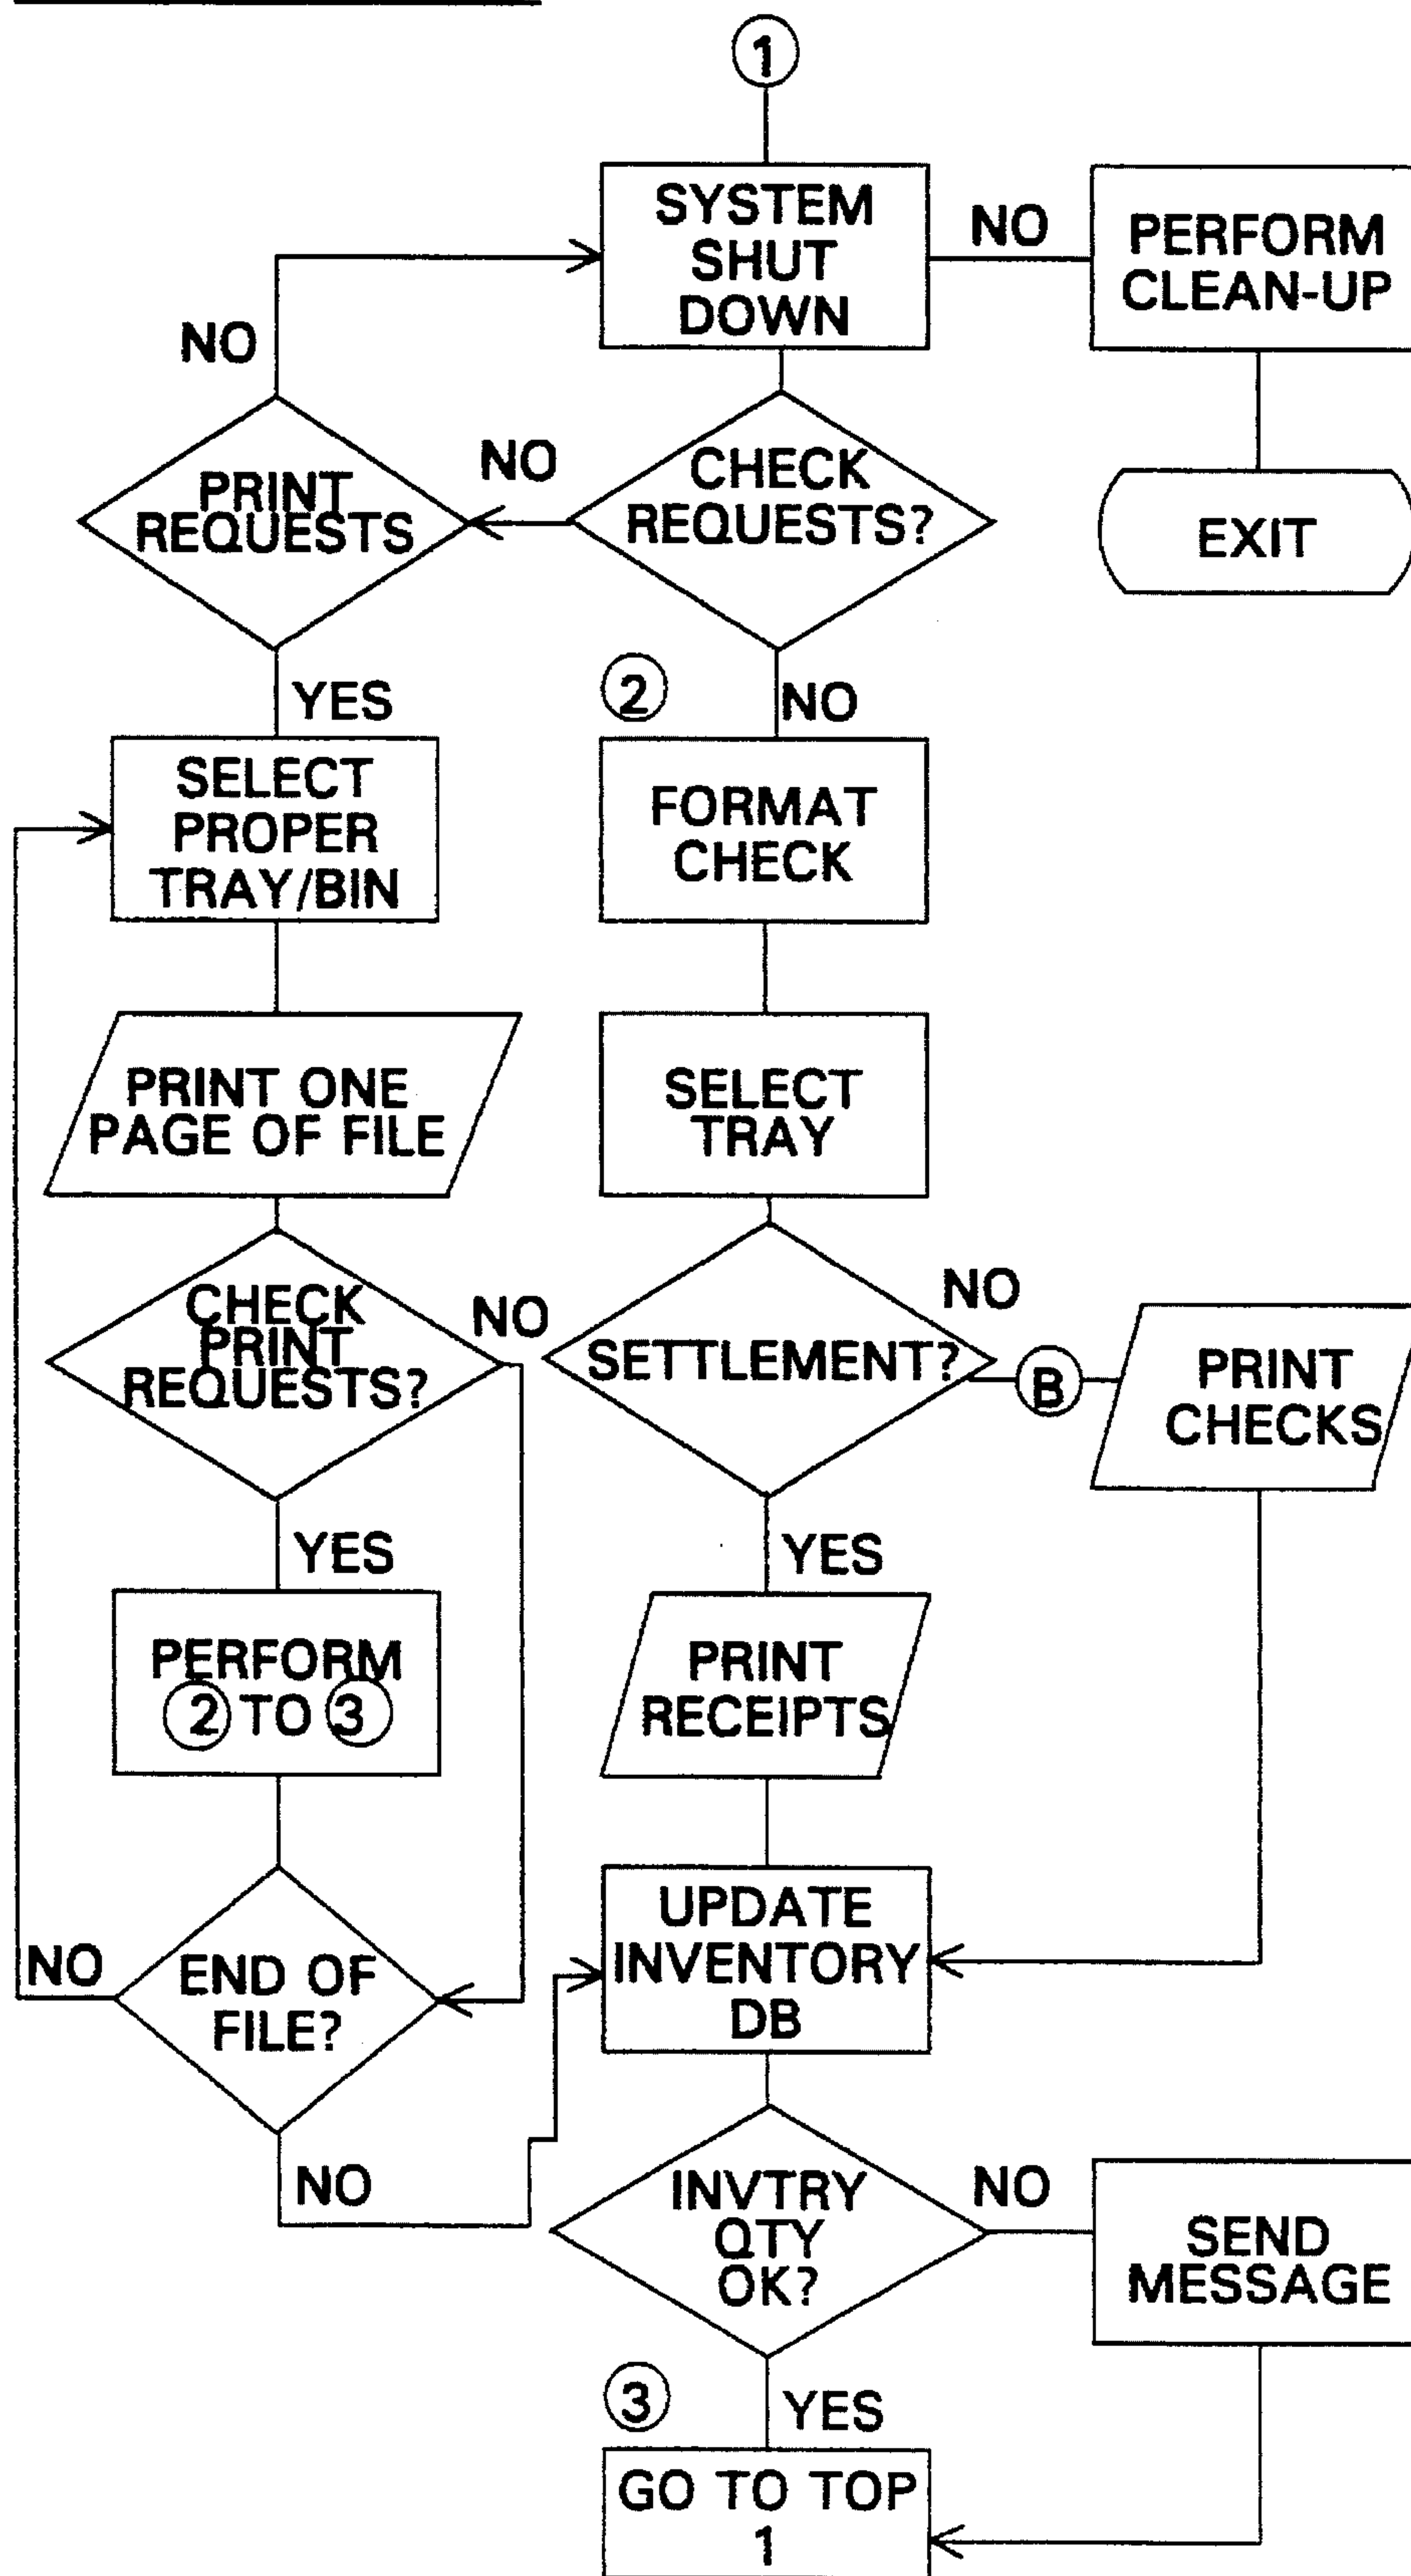 1
SYSTEM
SHUT
DOWN
NO
PERFORM
CLEAN-UP
NO
PRINT
REQUESTS
NO
CHECK
REQUESTS?
EXIT
YES
2
NO
SELECT
PROPER
TRAY/BIN
FORMAT
CHECK
PRINT ONE
PAGE OF FILE
SELECT
TRAY
CHECK
PRINT
REQUESTS?
NO
SETTLEMENT?
NO
B
PRINT
CHECKS
YES
YES
PERFORM
2 TO 3
PRINT
RECEIPTS
NO
END OF
FILE?
UPDATE
INVENTORY
DB
NO
INVTRY
QTY
OK?
NO
SEND
MESSAGE
3
YES
GO TO TOP
1